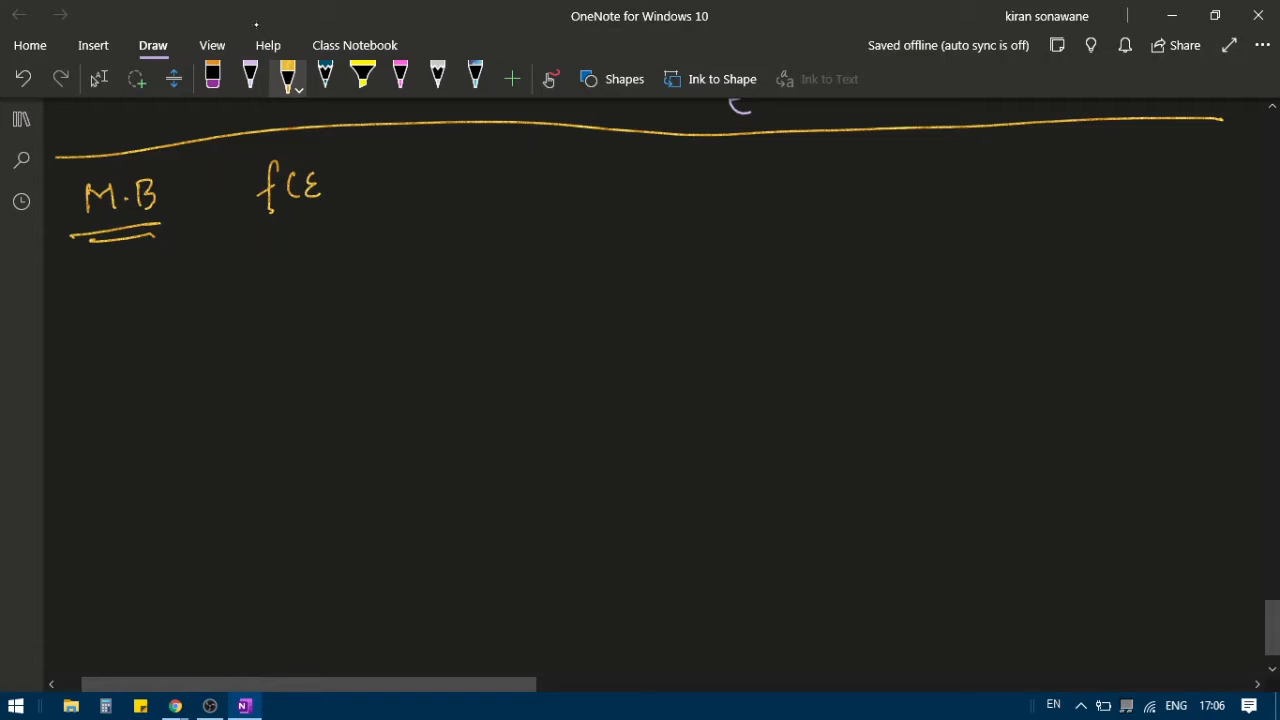 OneNote for Windows 10
kiran sonawane
Home Insert Draw View Help Class Notebook
Saved offline (auto sync is off) Share
Shapes Ink to Shape Ink to Text
M.B f(ε
EN ENG 17:06